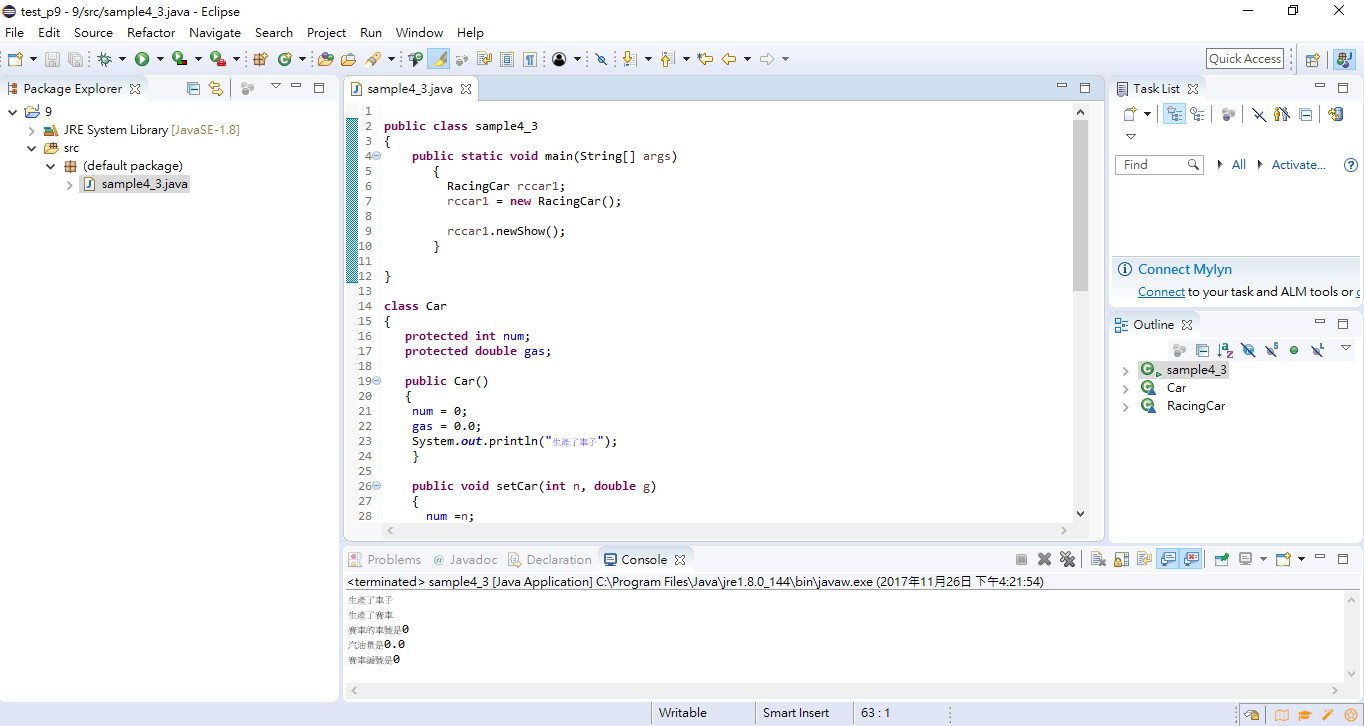 test_p9 - 9/src/sample4_3.java - Eclipse
File Edit Source Refactor Navigate Search Project Run Window Help
Quick Access
Package Explorer
9
JRE System Library [JavaSE-1.8]
src
(default package)
sample4_3.java
sample4_3.java
1
2 public class sample4_3
3 {
4 public static void main(String[] args)
5 {
6 RacingCar rccar1;
7 rccar1 = new RacingCar();
8
9 rccar1.newShow();
10 }
11
12 }
13
14 class Car
15 {
16 protected int num;
17 protected double gas;
18
19 public Car()
20 {
21 num = 0;
22 gas = 0.0;
23 System.out.println("生產了車子");
24 }
25
26 public void setCar(int n, double g)
27 {
28 num =n;
Task List
Find All Activate...
Connect Mylyn
Connect to your task and ALM tools or c
Outline
sample4_3
Car
RacingCar
Problems @ Javadoc Declaration Console
<terminated> sample4_3 [Java Application] C:\Program Files\Java\jre1.8.0_144\bin\javaw.exe (2017年11月26日 下午4:21:54)
生產了車子
生產了賽車
賽車的車號是0
汽油量是0.0
賽車編號是0
Writable Smart Insert 63 : 1